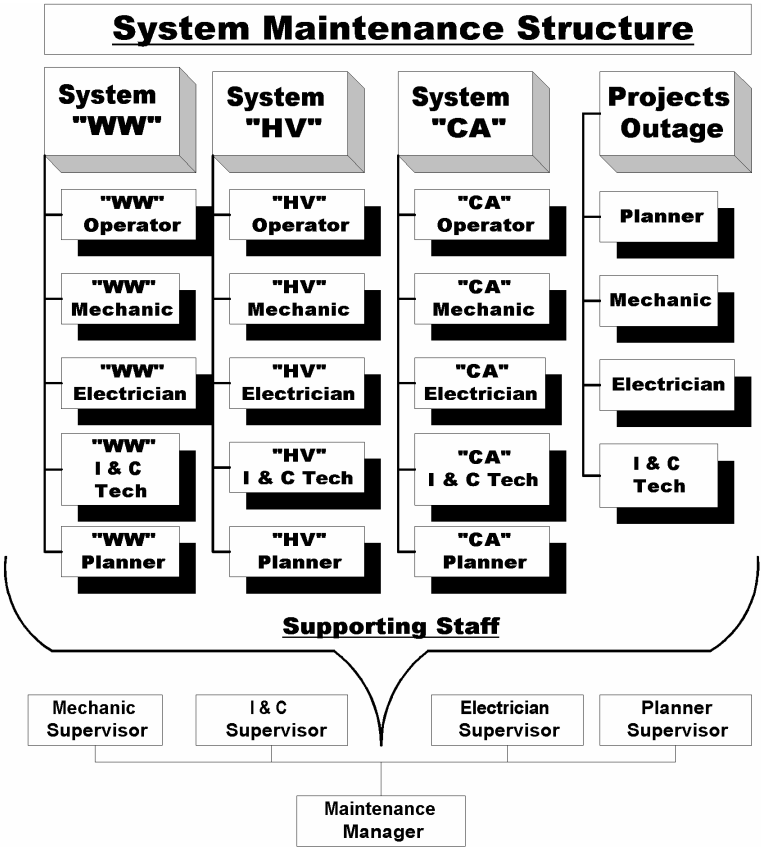 System Maintenance Structure
System
"WW"
"WW"
Operator
"WW"
Mechanic
"WW"
Electrician
"WW"
I & C
Tech
"WW"
Planner
System
"HV"
"HV"
Operator
"HV"
Mechanic
"HV"
Electrician
"HV"
I & C Tech
"HV"
Planner
System
"CA"
"CA"
Operator
"CA"
Mechanic
"CA"
Electrician
"CA"
I & C Tech
"CA"
Planner
Projects
Outage
Planner
Mechanic
Electrician
I & C
Tech
Supporting Staff
Mechanic
Supervisor
I & C
Supervisor
Electrician
Supervisor
Planner
Supervisor
Maintenance
Manager